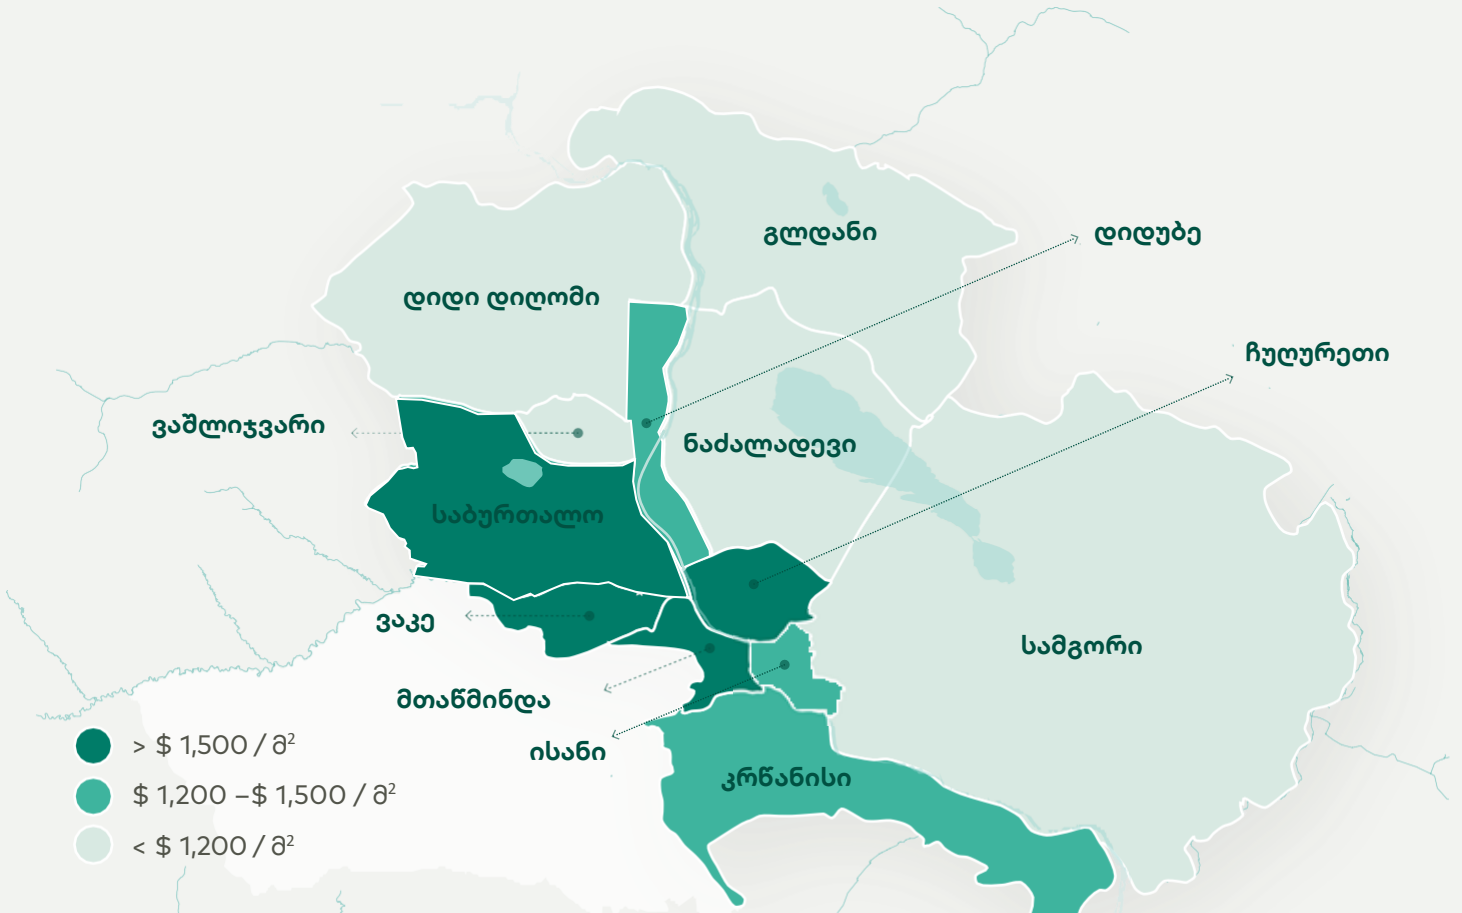 გლდანი
დიდუბე
დიდი დიღომი
ჩუღურეთი
ვაშლიჯვარი
ნაძალადევი
საბურთალო
ვაკე
სამგორი
მთაწმინდა
ისანი
კრწანისი
> $ 1,500 / მ²
$ 1,200 –$ 1,500 / მ²
< $ 1,200 / მ²